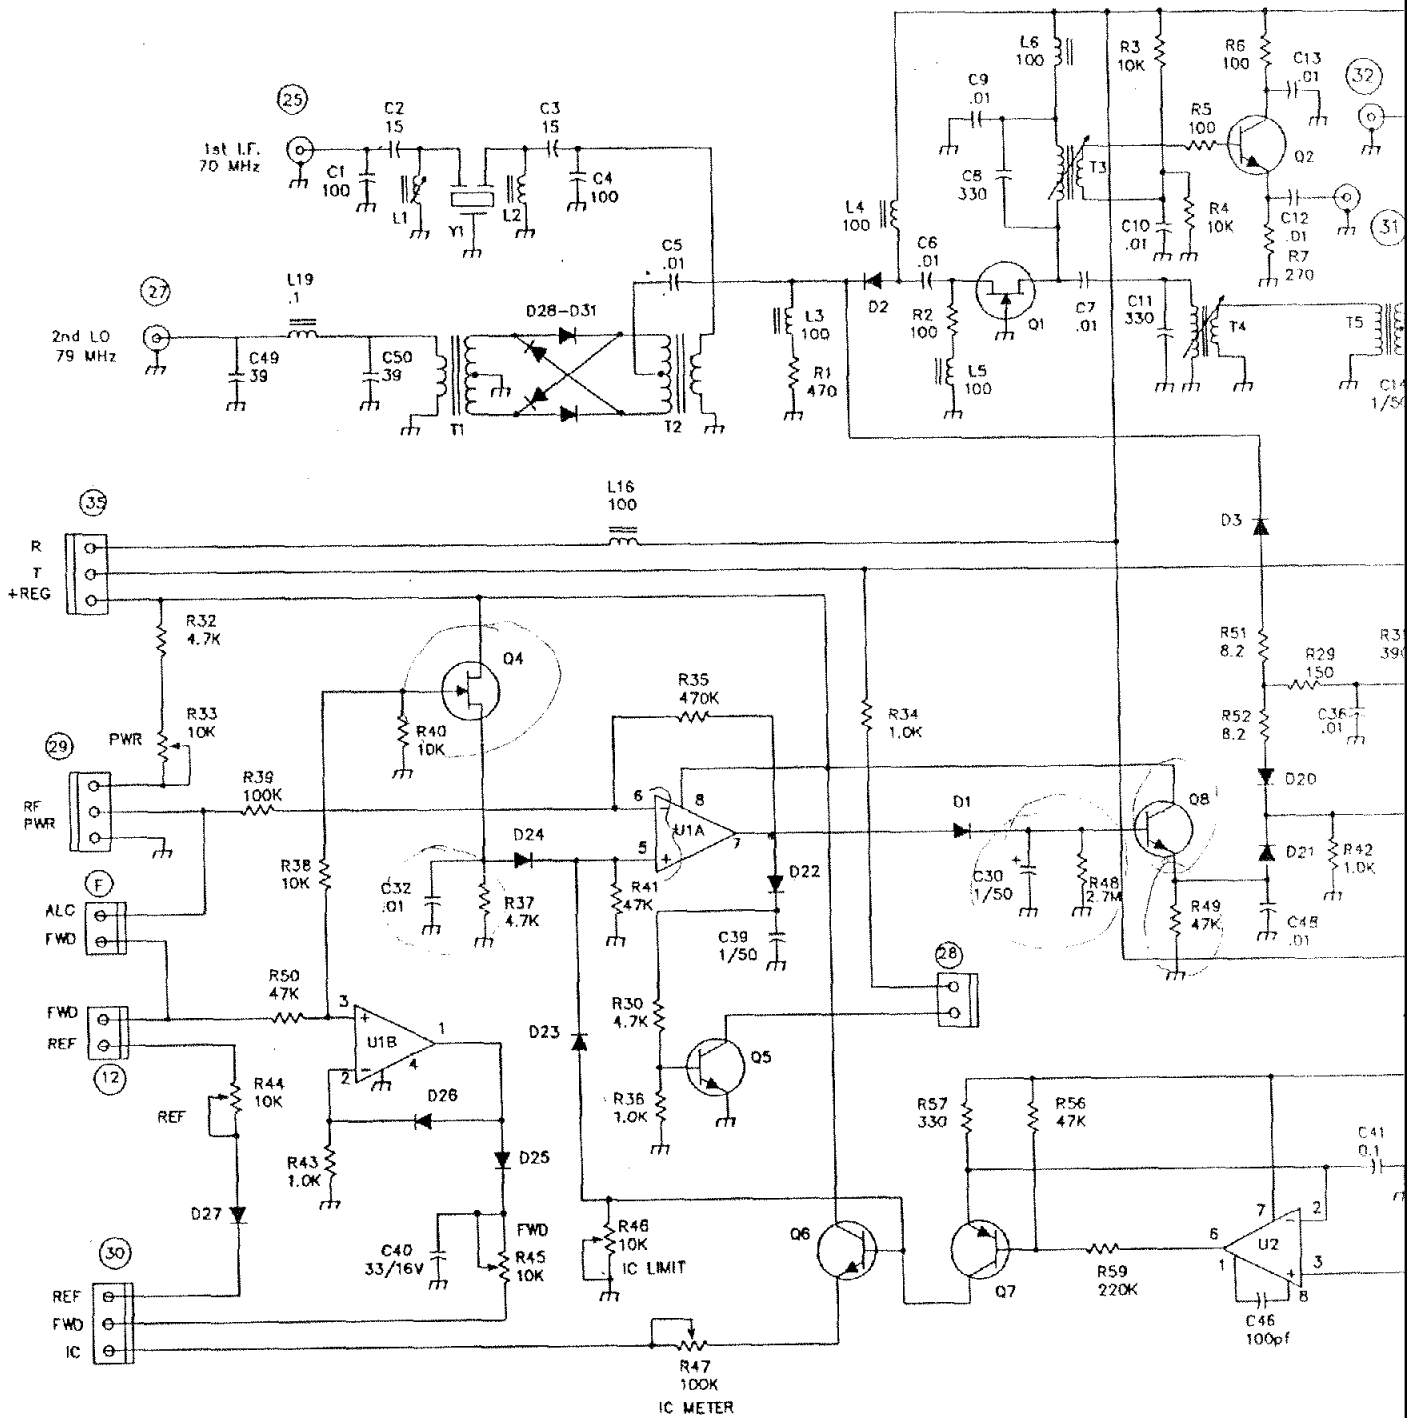 L6
100
R3
10K
R6
100
C13
.01
32
C9
.01
25
C2
15
C3
15
R5
100
1st I.F.
70 MHz
C1
100
L1
Y1
L2
C4
100
C8
330
T3
Q2
L4
100
C10
.01
R4
10K
C12
.01
31
R7
270
C5
.01
C6
.01
L19
.1
27
D28-D31
D2
R2
100
Q1
C7
.01
C11
330
T4
T5
2nd LO
79 MHz
L3
100
C49
39
C50
39
R1
470
L5
100
C14
1/50
T1
T2
L16
100
35
D3
R
T
+REG
R32
4.7K
Q4
R51
8.2
R29
150
R35
470K
R34
1.0K
R33
10K
PWR
R40
10K
R52
8.2
C36
.01
29
R39
100K
D20
RF
PWR
6
8
U1A
7
5
D1
Q8
D24
D21
R42
1.0K
R38
10K
D22
C32
.01
R37
4.7K
R41
47K
C30
+
1/50
R48
2.7M
R49
47K
C48
.01
F
ALC
FWD
C39
1/50
28
R50
47K
R30
4.7K
FWD
REF
3
+
U1B
1
4
2
−
D23
Q5
12
R44
10K
REF
D26
R36
1.0K
R57
330
R56
47K
R43
1.0K
D25
C41
0.1
D27
FWD
R46
10K
IC LIMIT
Q6
7
2
6
U2
1
3
+
8
C40
33/16V
R45
10K
30
R59
220K
Q7
REF
FWD
IC
C46
100pf
R47
100K
IC METER